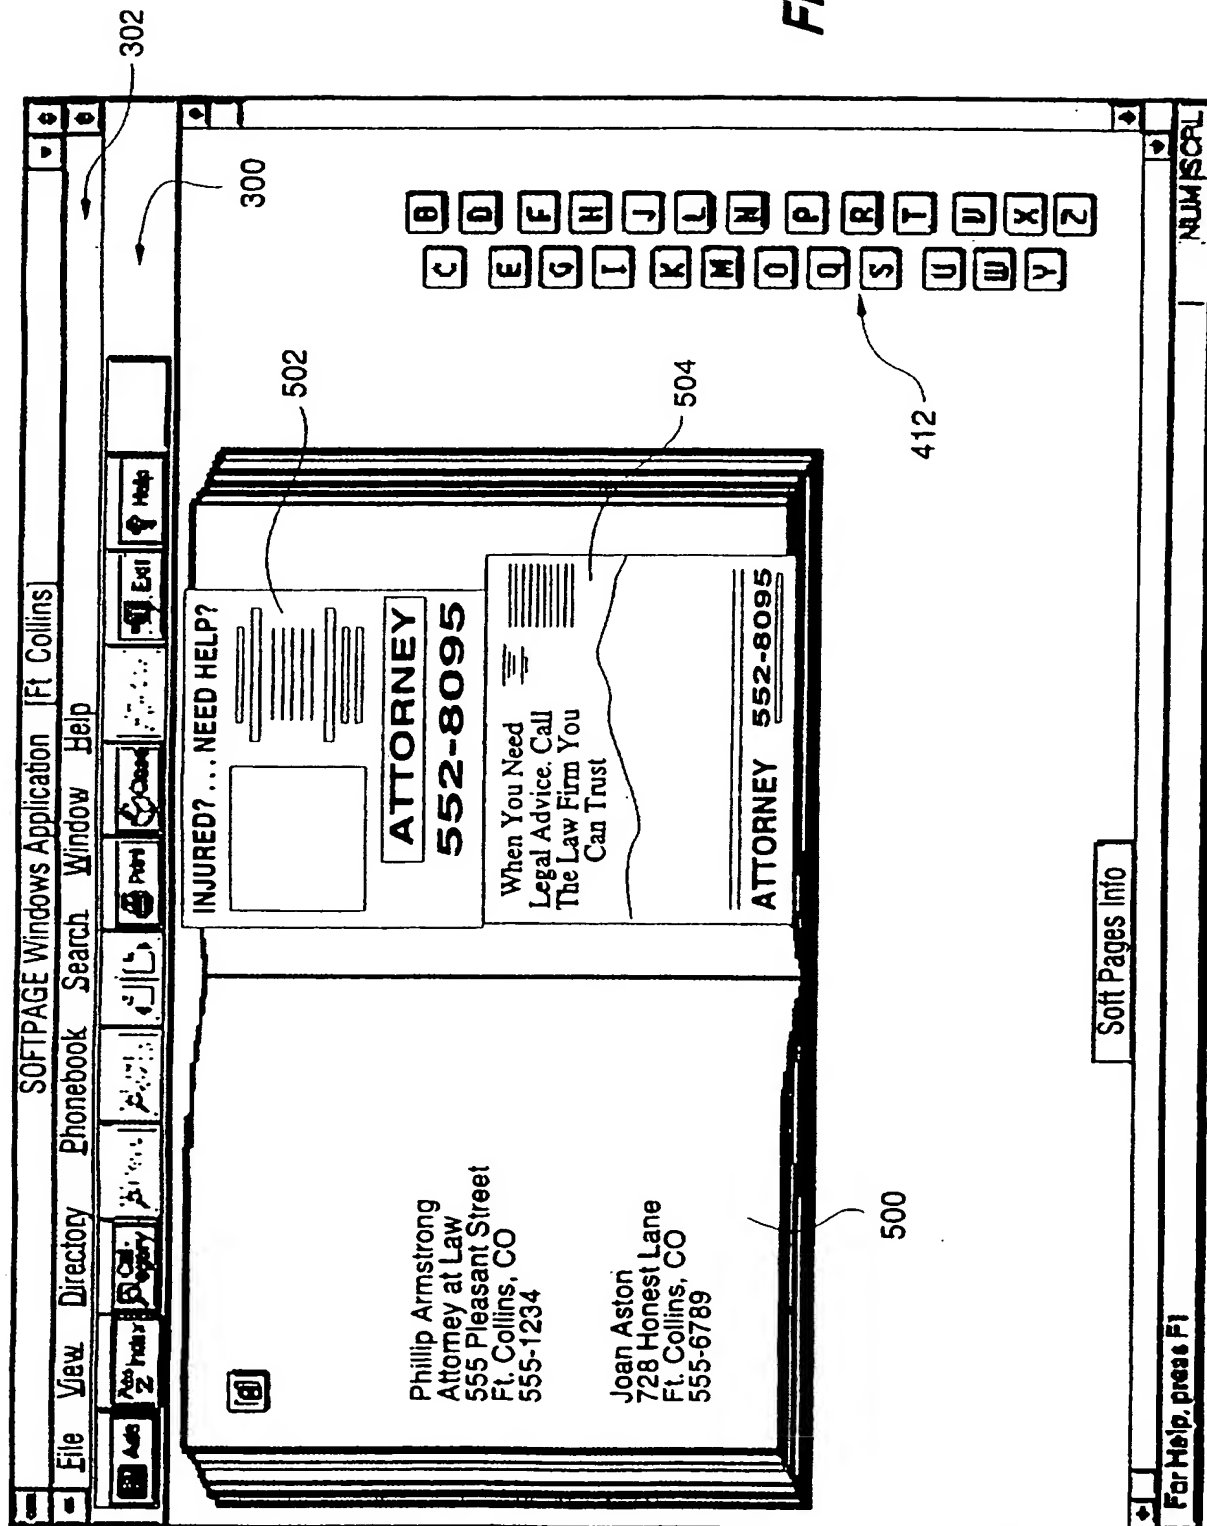 SOFTPAGE Windows Application [Ft Collins]
File View Directory Phonebook Search Window Help
302
Ads
Index
Print
Close
Exit
Help
300
a
Phillip Armstrong
Attorney at Law
555 Pleasant Street
Ft. Collins, CO
555-1234
Joan Aston
728 Honest Lane
Ft. Collins, CO
555-6789
500
INJURED?... NEED HELP?
ATTORNEY
552-8095
502
When You Need
Legal Advice. Call
The Law Firm You
Can Trust
ATTORNEY 552-8095
504
B
C
D
E
F
G
H
I
J
K
L
M
N
O
P
Q
R
S
T
U
V
W
X
Y
Z
412
Soft Pages Info
For Help, press F1
NUM SCRL